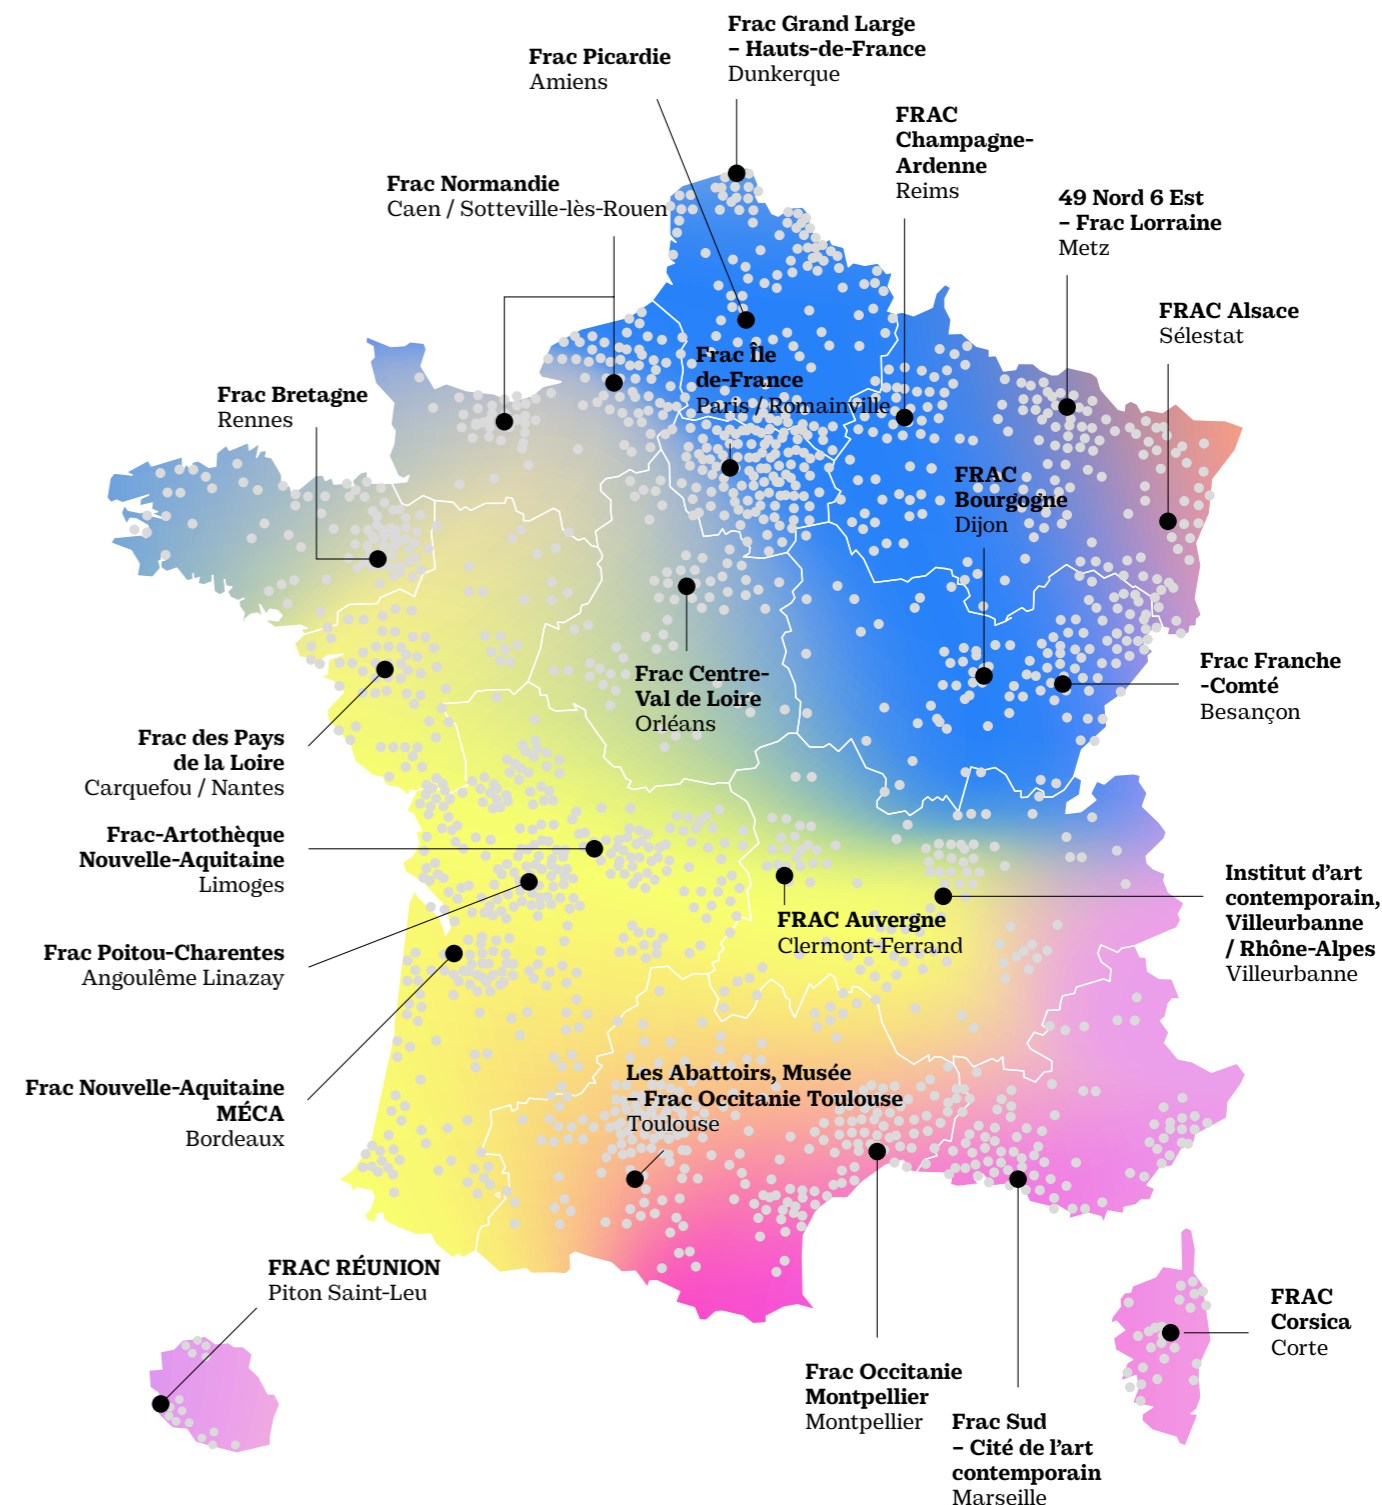 Frac Grand Large
– Hauts-de-France
Dunkerque
Frac Picardie
Amiens
FRAC
Champagne-
Ardenne
Reims
Frac Normandie
Caen / Sotteville-lès-Rouen
49 Nord 6 Est
– Frac Lorraine
Metz
FRAC Alsace
Sélestat
Frac Île
de-France
Paris / Romainville
Frac Bretagne
Rennes
FRAC
Bourgogne
Dijon
Frac Centre-
Val de Loire
Orléans
Frac Franche
-Comté
Besançon
Frac des Pays
de la Loire
Carquefou / Nantes
Frac-Artothèque
Nouvelle-Aquitaine
Limoges
Institut d’art
contemporain,
Villeurbanne
/ Rhône-Alpes
Villeurbanne
FRAC Auvergne
Clermont-Ferrand
Frac Poitou-Charentes
Angoulême Linazay
Frac Nouvelle-Aquitaine
MÉCA
Bordeaux
Les Abattoirs, Musée
– Frac Occitanie Toulouse
Toulouse
FRAC RÉUNION
Piton Saint-Leu
FRAC
Corsica
Corte
Frac Occitanie
Montpellier
Montpellier
Frac Sud
– Cité de l’art
contemporain
Marseille